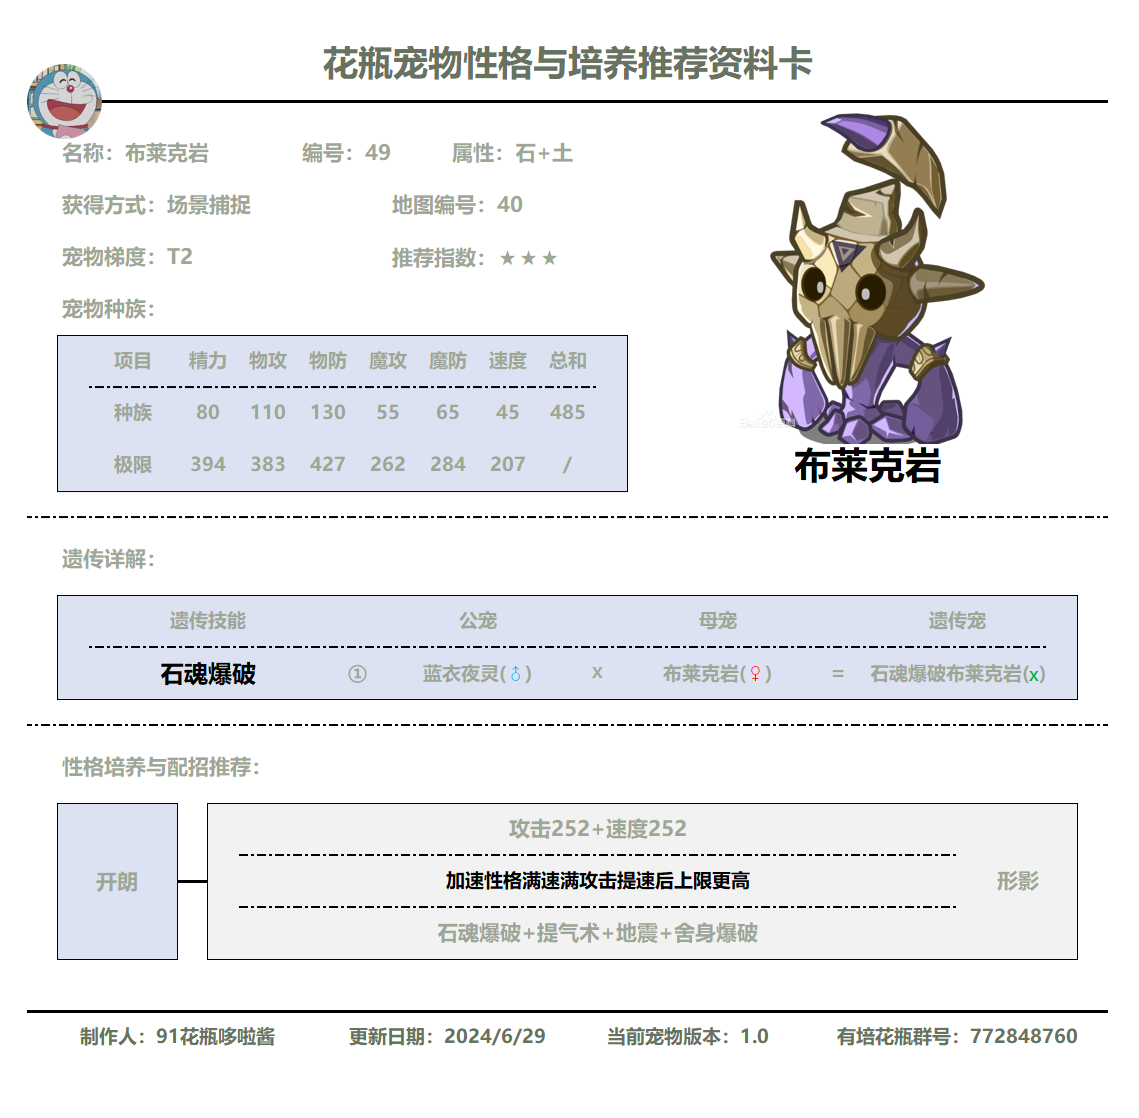 花瓶宠物性格与培养推荐资料卡
名称：布莱克岩 编号：49 属性：石+土
获得方式：场景捕捉 地图编号：40
宠物梯度：T2 推荐指数：★★★
宠物种族：
项目 精力 物攻 物防 魔攻 魔防 速度 总和
种族 80 110 130 55 65 45 485
极限 394 383 427 262 284 207 /
布莱克岩
遗传详解：
遗传技能 公宠 母宠 遗传宠
石魂爆破 ① 蓝衣夜灵(♂) x 布莱克岩(♀) = 石魂爆破布莱克岩(x)
性格培养与配招推荐：
开朗
攻击252+速度252
加速性格满速满攻击提速后上限更高
石魂爆破+提气术+地震+舍身爆破
形影
制作人：91花瓶哆啦酱 更新日期：2024/6/29 当前宠物版本：1.0 有培花瓶群号：772848760